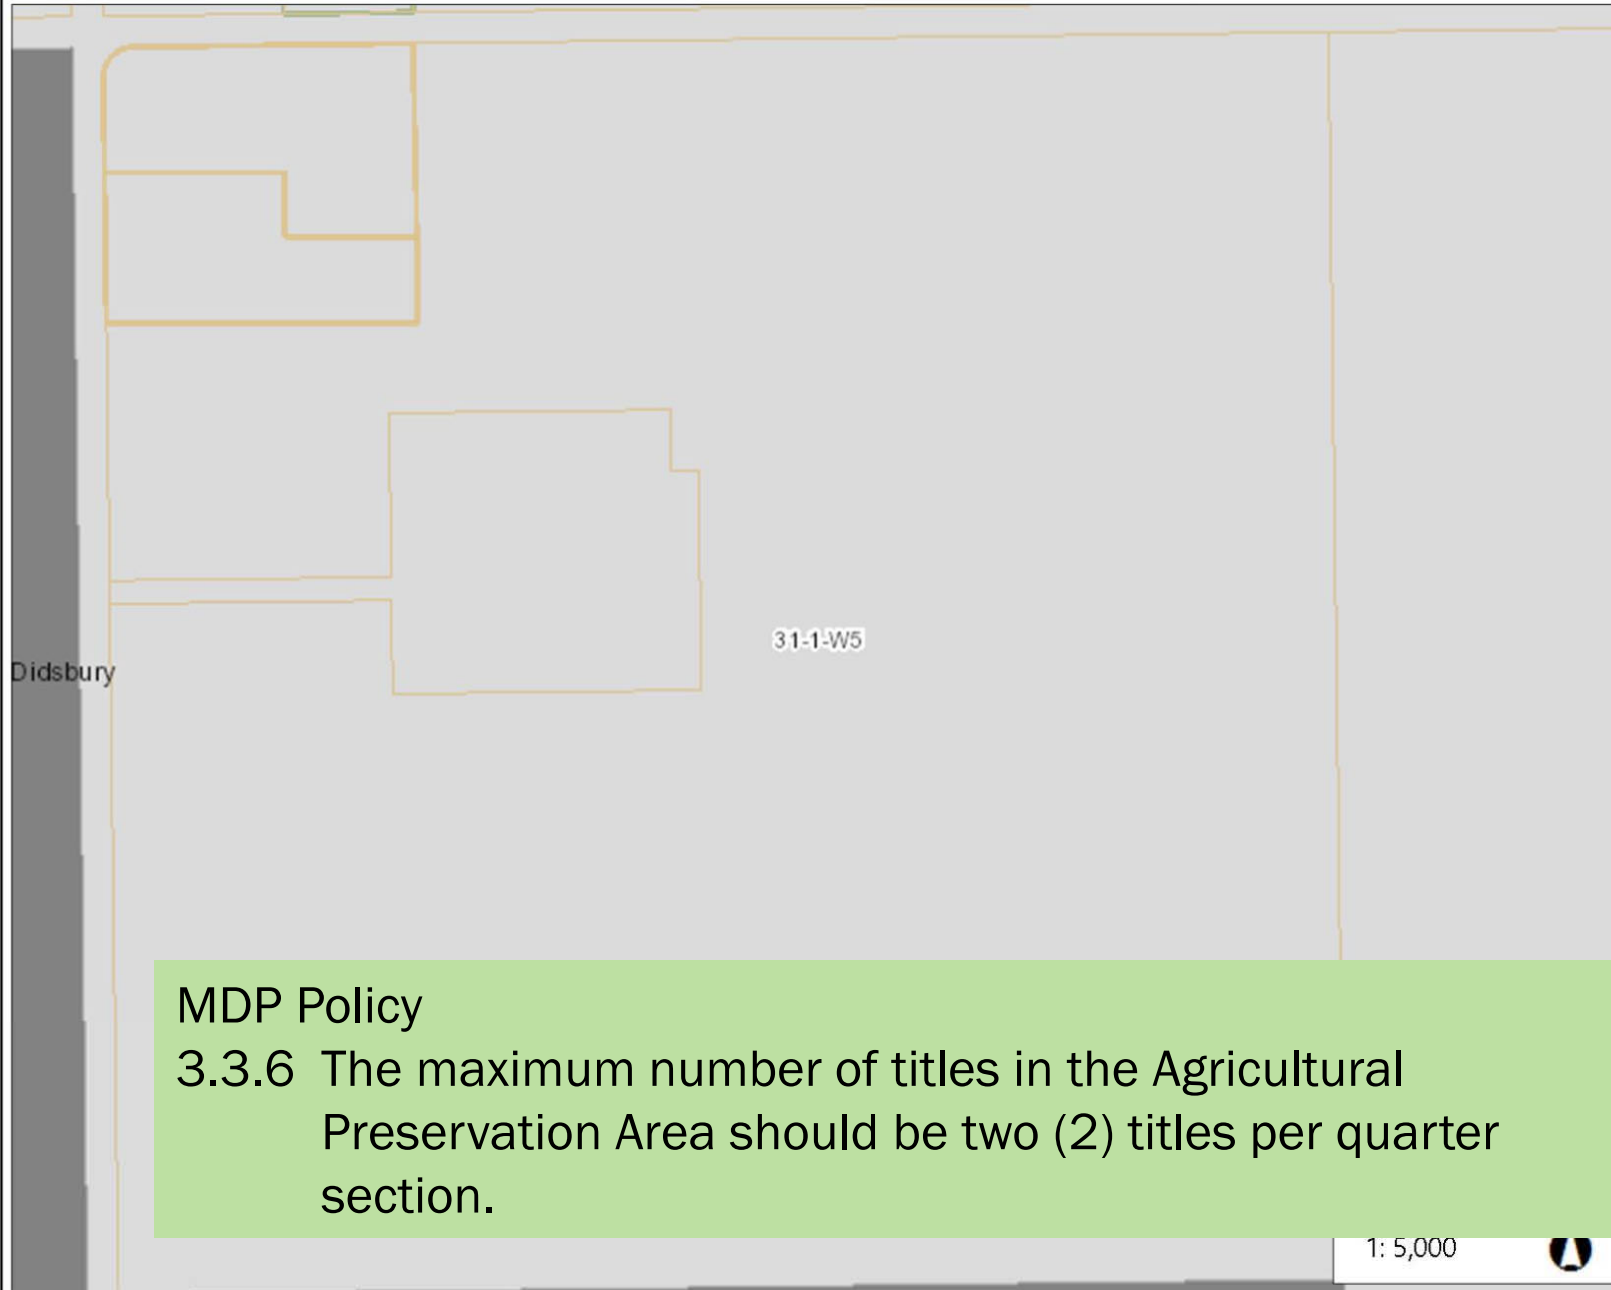 31-1-W5
Didsbury
MDP Policy
3.3.6 The maximum number of titles in the Agricultural
Preservation Area should be two (2) titles per quarter
section.
1: 5,000